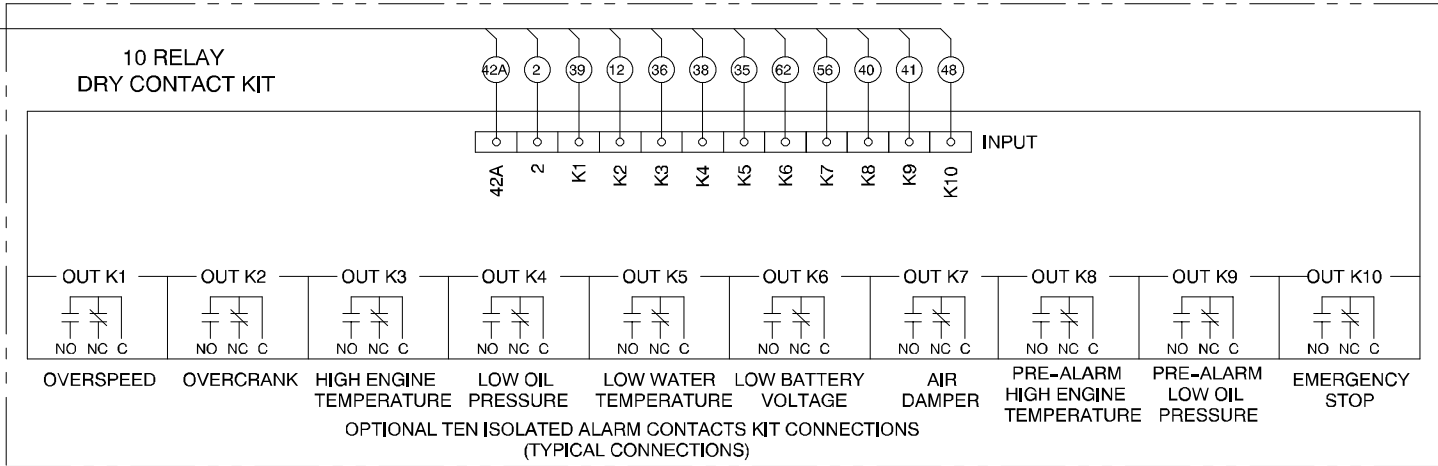 10 RELAY
DRY CONTACT KIT
42A 2 39 12 36 38 35 62 56 40 41 48
INPUT
42A 2 K1 K2 K3 K4 K5 K6 K7 K8 K9 K10
OUT K1 OUT K2 OUT K3 OUT K4 OUT K5 OUT K6 OUT K7 OUT K8 OUT K9 OUT K10
NO NC C NO NC C NO NC C NO NC C NO NC C NO NC C NO NC C NO NC C NO NC C NO NC C
OVERSPEED
OVERCRANK
HIGH ENGINE
TEMPERATURE
LOW OIL
PRESSURE
LOW WATER
TEMPERATURE
LOW BATTERY
VOLTAGE
AIR
DAMPER
PRE-ALARM
HIGH ENGINE
TEMPERATURE
PRE-ALARM
LOW OIL
PRESSURE
EMERGENCY
STOP
OPTIONAL TEN ISOLATED ALARM CONTACTS KIT CONNECTIONS
(TYPICAL CONNECTIONS)